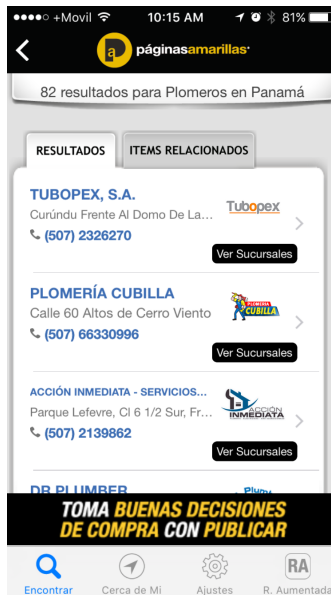 +Movil 10:15 AM 81%
a páginasamarillas
82 resultados para Plomeros en Panamá
RESULTADOS ITEMS RELACIONADOS
TUBOPEX, S.A.
Curúndu Frente Al Domo De La...
Tubopex
(507) 2326270
Ver Sucursales
PLOMERÍA CUBILLA
Calle 60 Altos de Cerro Viento
PLOMERÍA
CUBILLA
(507) 66330996
Ver Sucursales
ACCIÓN INMEDIATA - SERVICIOS...
Parque Lefevre, Cl 6 1/2 Sur, Fr...
ACCIÓN
INMEDIATA
(507) 2139862
Ver Sucursales
DR PLUMBER
TOMA BUENAS DECISIONES
DE COMPRA CON PUBLICAR
Encontrar Cerca de Mi Ajustes R. Aumentada
RA